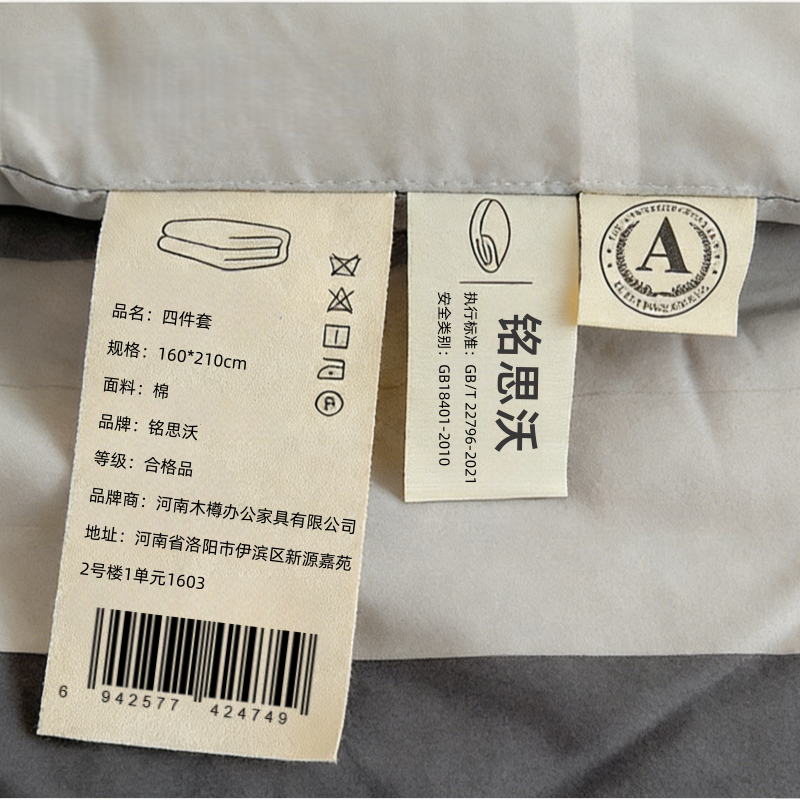 品名：四件套
规格：160*210cm
面料：棉
品牌：铭思沃
等级：合格品
品牌商：河南木樽办公家具有限公司
地址：河南省洛阳市伊滨区新源嘉苑
2号楼1单元1603
6 942577 424749
P
铭思沃
执行标准：GB/T 22796-2021
安全类别：GB18401-2010
A